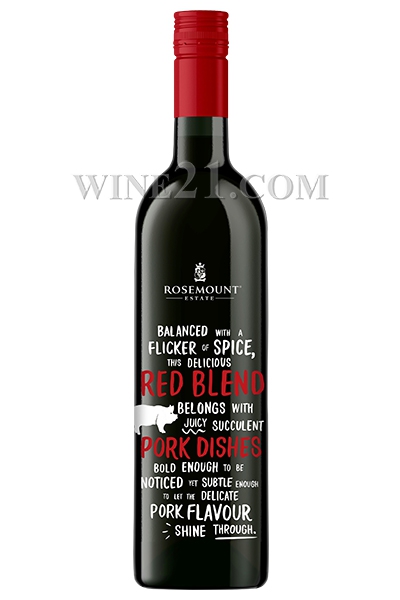 WINE21.COM
ROSEMOUNT
ESTATE
BALANCED WITH A
FLICKER OF SPICE,
THIS DELICIOUS
RED BLEND
BELONGS WITH
JUICY SUCCULENT
PORK DISHES
BOLD ENOUGH TO BE
NOTICED YET SUBTLE ENOUGH
TO LET THE DELICATE
PORK FLAVOUR
SHINE THROUGH.